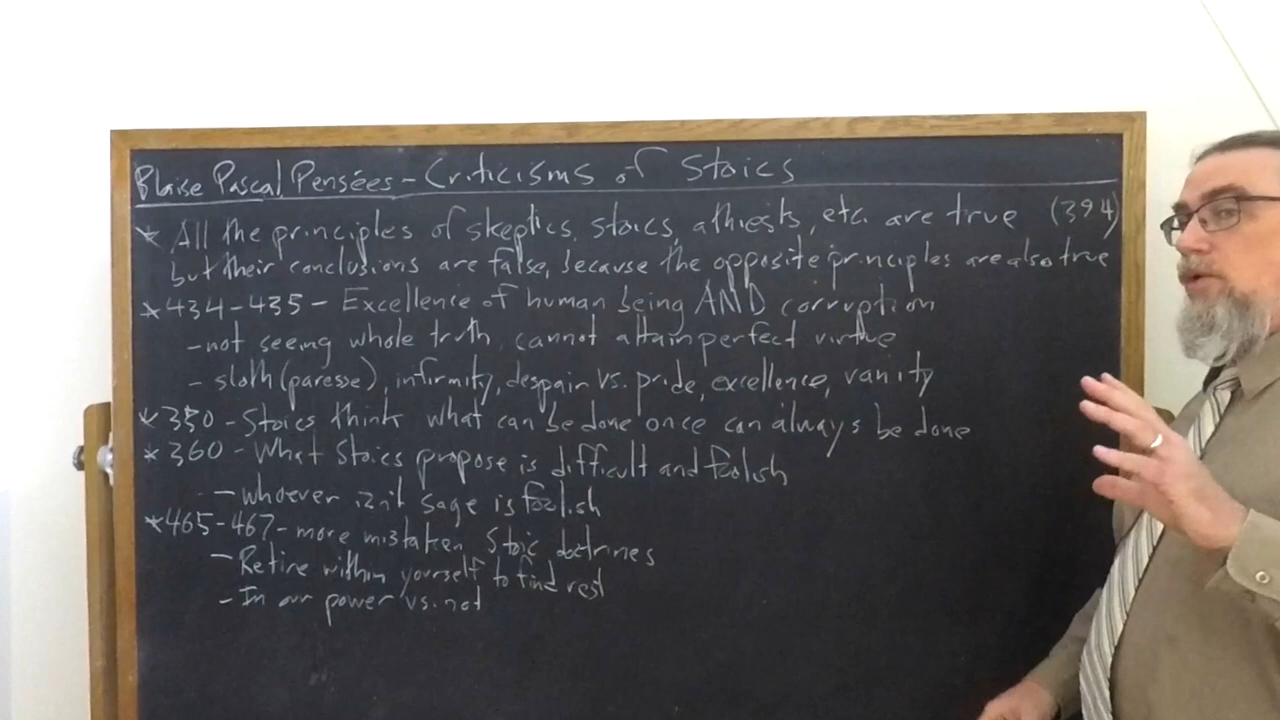 Blaise Pascal Pensées - Criticisms of Stoics
* All the principles of skeptics, stoics, athiests, etc. are true (394)
but their conclusions are false, because the opposite principles are also true
* 434-435 - Excellence of human being AND corruption
- not seeing whole truth, cannot attain perfect virtue
- sloth (paresse), infirmity, despair vs. pride, excellence, vanity
* 350 - Stoics think what can be done once can always be done
* 360 - What Stoics propose is difficult and foolish
- whoever isn't sage is foolish
* 465-467 - more mistaken Stoic doctrines
- Retire within yourself to find rest
- In our power vs. not